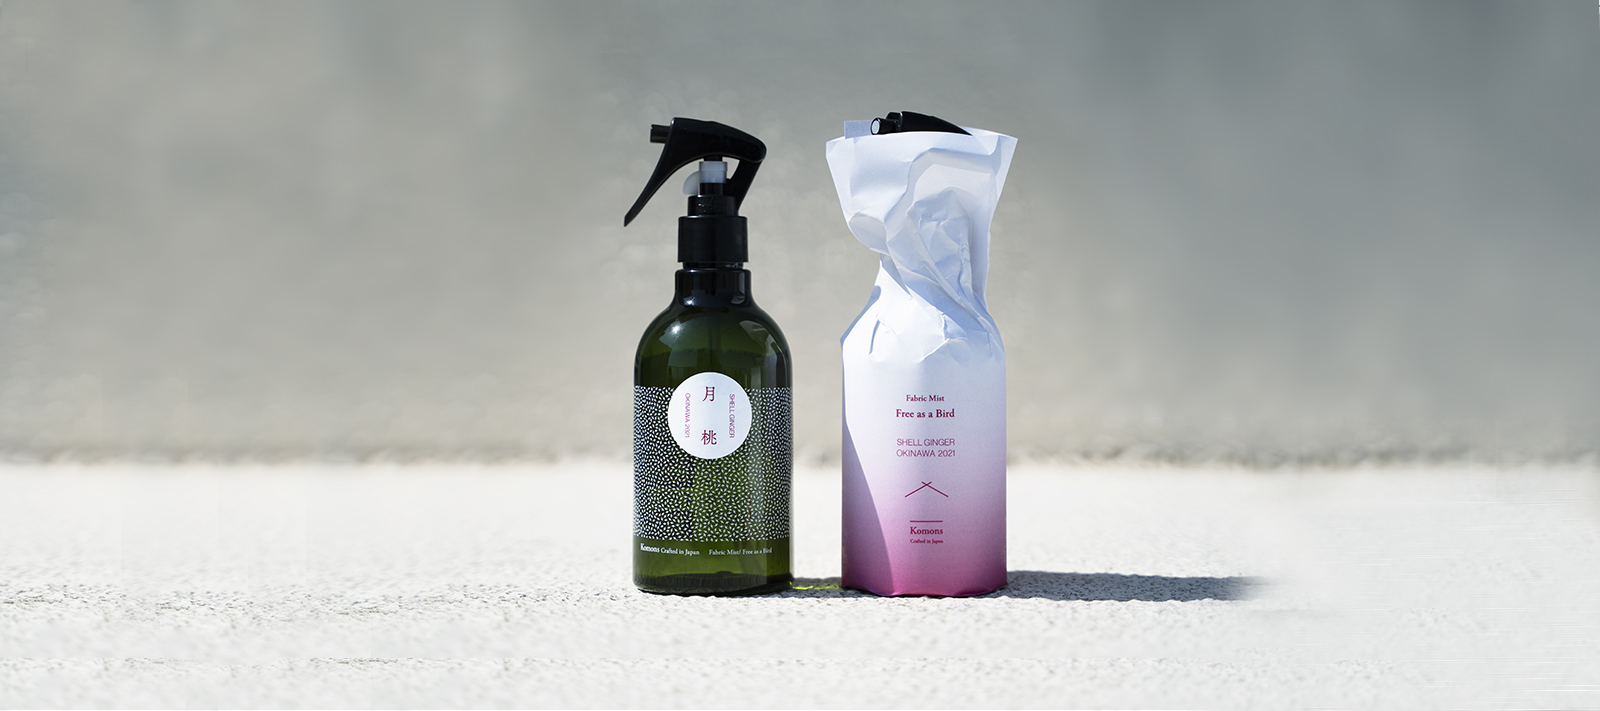 月桃
SHELL GINGER
OKINAWA 2021
Komons Crafted in Japan Fabric Mist/ Free as a Bird
Fabric Mist
Free as a Bird
SHELL GINGER
OKINAWA 2021
Komons
Crafted in Japan